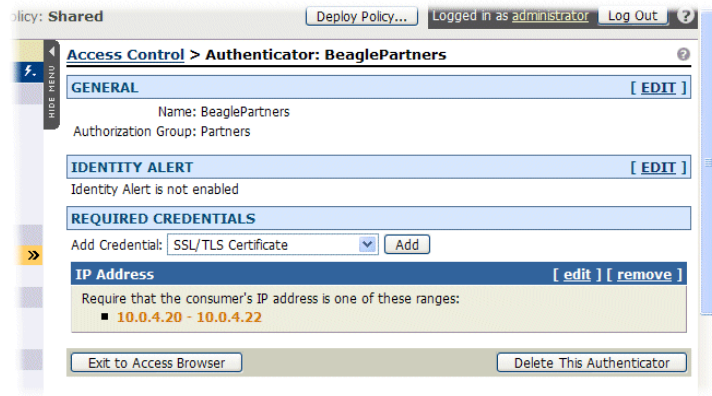 olicy: Shared
Deploy Policy...
Logged in as administrator
Log Out
?
HIDE MENU
Access Control > Authenticator: BeaglePartners
?
GENERAL [ EDIT ]
Name: BeaglePartners
Authorization Group: Partners
IDENTITY ALERT [ EDIT ]
Identity Alert is not enabled
REQUIRED CREDENTIALS
Add Credential: SSL/TLS Certificate Add
IP Address [ edit ] [ remove ]
Require that the consumer's IP address is one of these ranges:
10.0.4.20 - 10.0.4.22
Exit to Access Browser
Delete This Authenticator